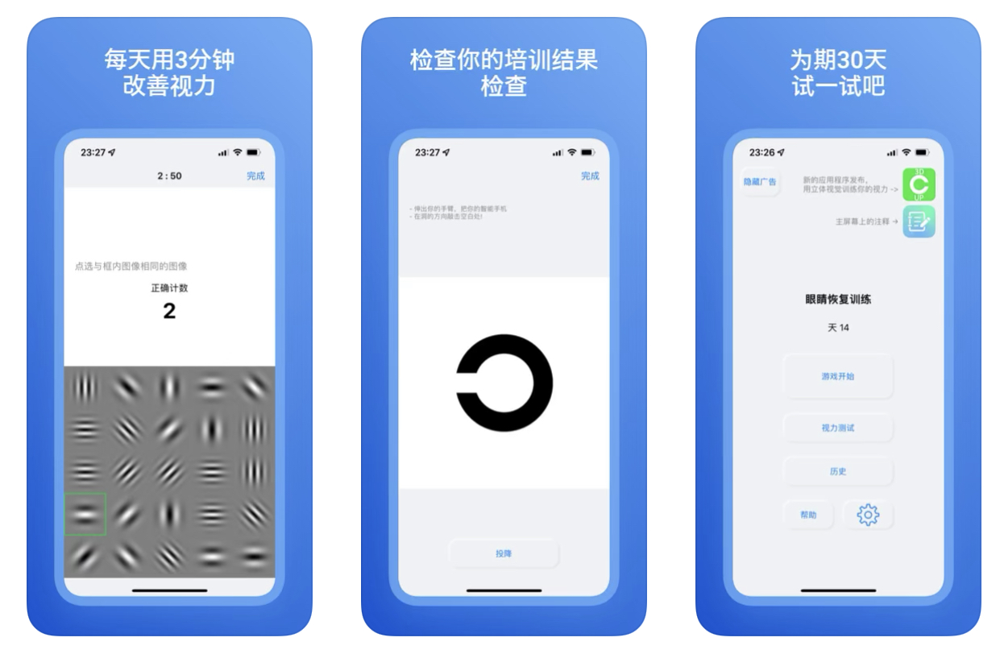 每天用3分钟
改善视力
23:27
2:50
完成
点选与框内图像相同的图像
正确计数
2
检查你的培训结果
检查
23:27
完成
- 伸出你的手臂，把你的智能手机
- 在洞的方向敲击空白处!
投降
为期30天
试一试吧
23:26
隐藏广告
新的应用程序发布，
用立体视觉训练你的视力 ->
3D
C
UP
主屏幕上的注释 →
眼睛恢复训练
天 14
游戏开始
视力测试
历史
帮助